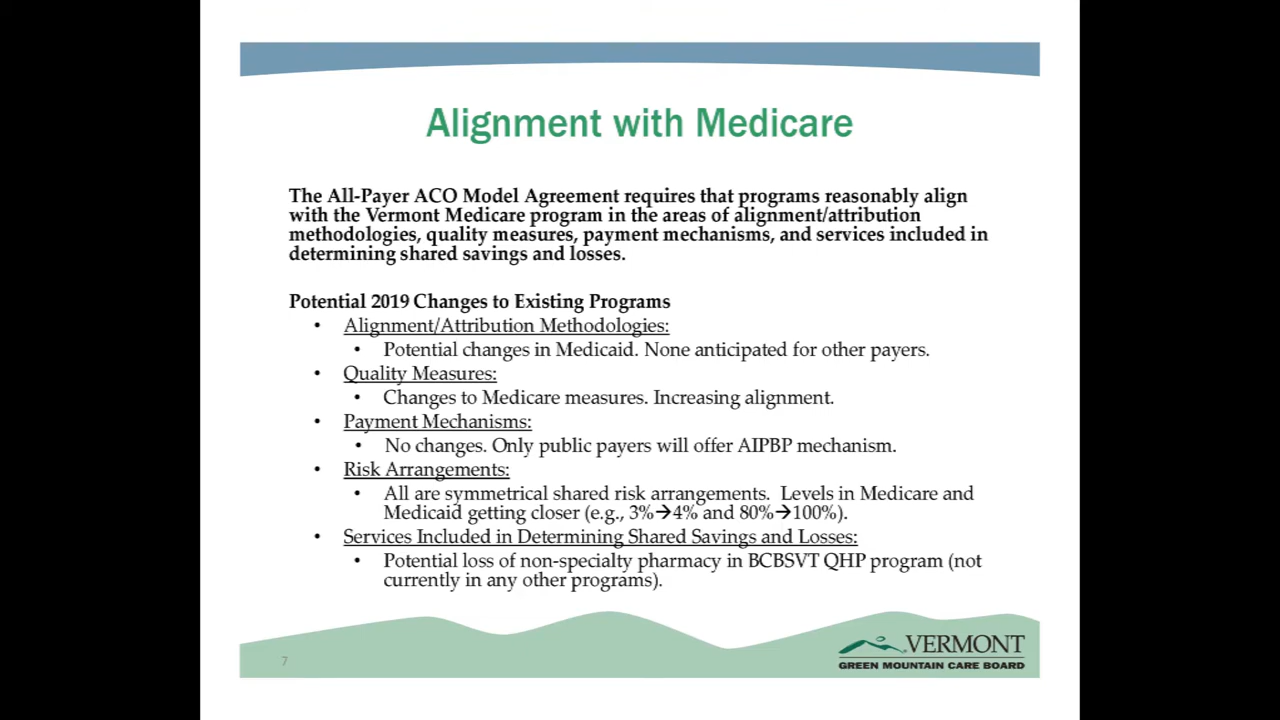 Alignment with Medicare
The All-Payer ACO Model Agreement requires that programs reasonably align
with the Vermont Medicare program in the areas of alignment/attribution
methodologies, quality measures, payment mechanisms, and services included in
determining shared savings and losses.
Potential 2019 Changes to Existing Programs
• Alignment/Attribution Methodologies:
• Potential changes in Medicaid. None anticipated for other payers.
• Quality Measures:
• Changes to Medicare measures. Increasing alignment.
• Payment Mechanisms:
• No changes. Only public payers will offer AIPBP mechanism.
• Risk Arrangements:
• All are symmetrical shared risk arrangements.  Levels in Medicare and
Medicaid getting closer (e.g., 3%→4% and 80%→100%).
• Services Included in Determining Shared Savings and Losses:
• Potential loss of non-specialty pharmacy in BCBSVT QHP program (not
currently in any other programs).
7
VERMONT
GREEN MOUNTAIN CARE BOARD